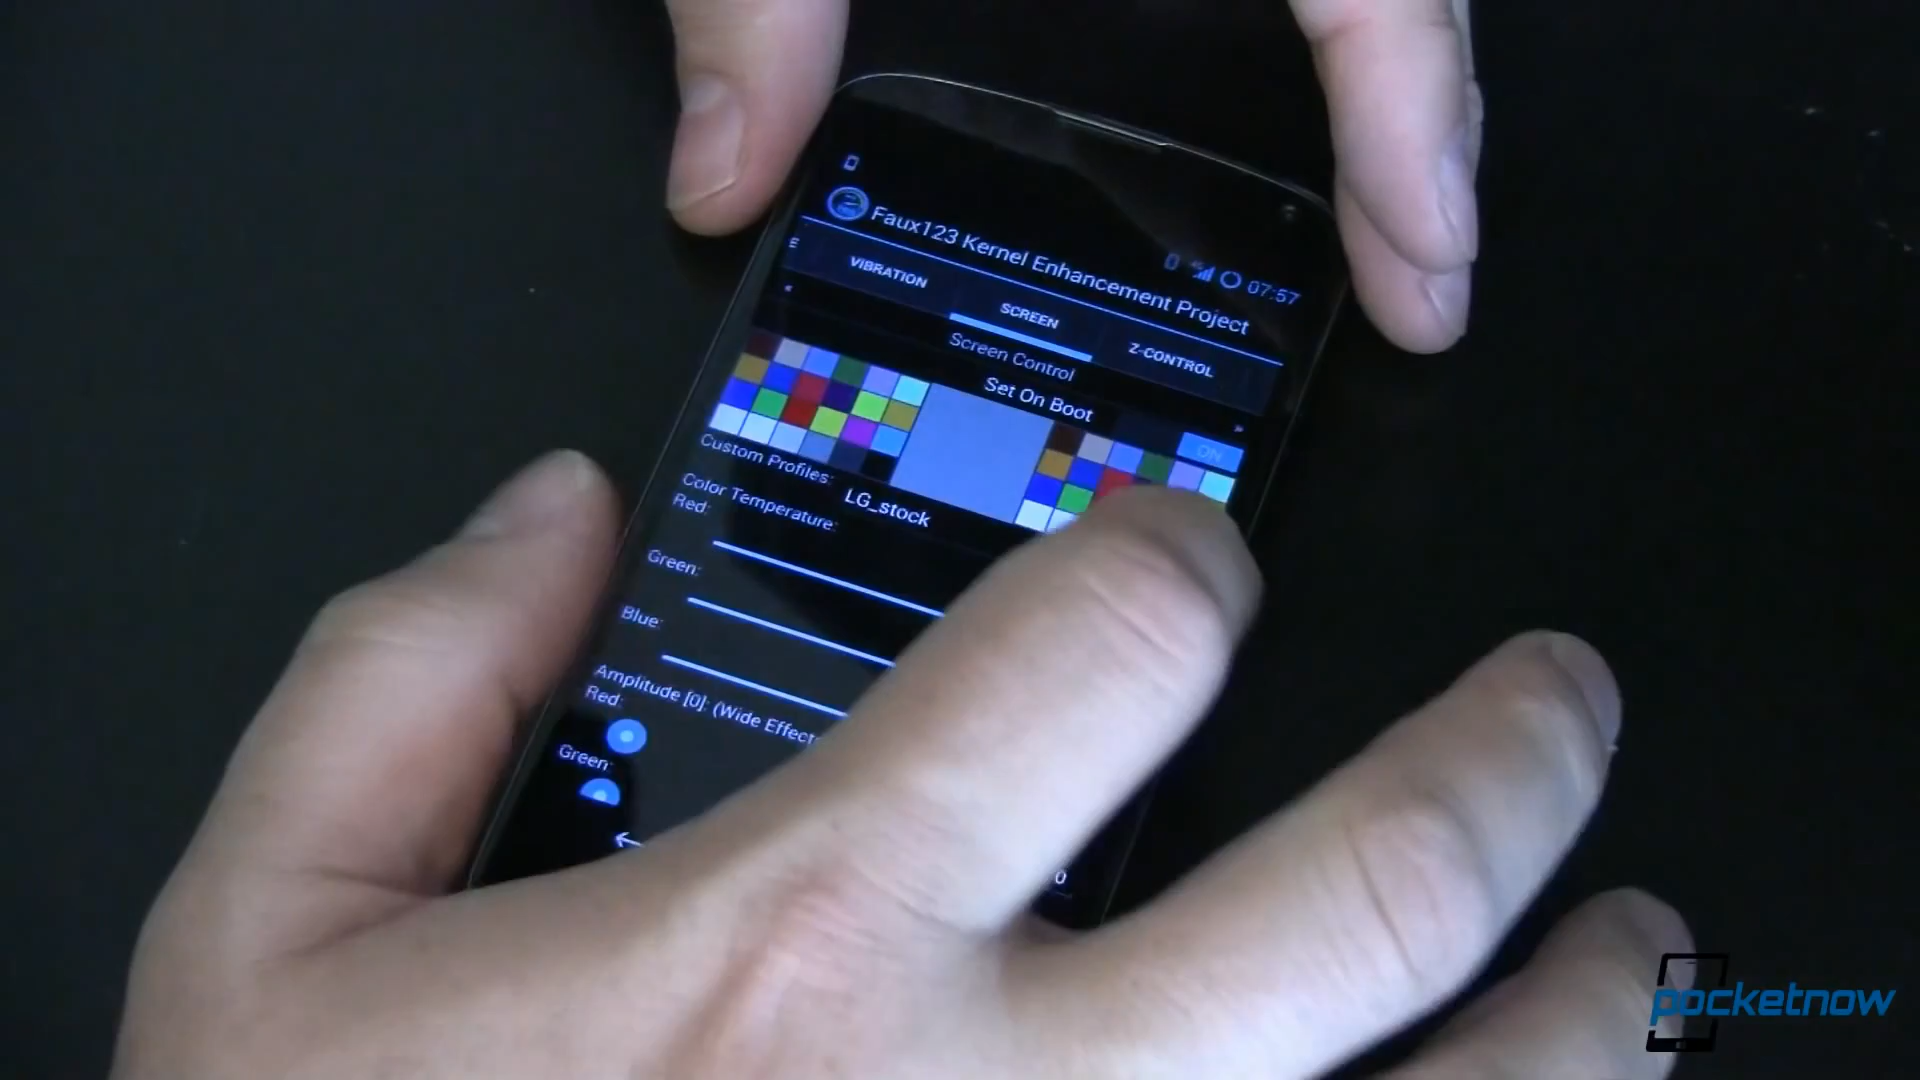 07:57
Faux123 Kernel Enhancement Project
E
VIBRATION
SCREEN
Z-CONTROL
Screen Control
Set On Boot
ON
Custom Profiles:
LG_stock
Color Temperature:
Red:
Green:
Blue:
Amplitude [0]: (Wide Effect
Red:
Green:
0
pocketnow